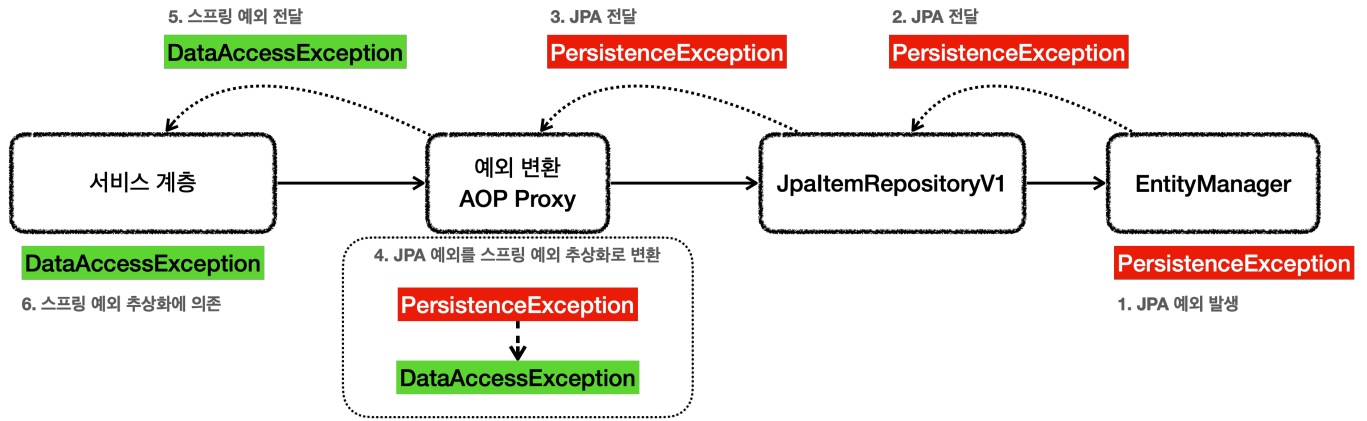 5. 스프링 예외 전달
DataAccessException
3. JPA 전달
PersistenceException
2. JPA 전달
PersistenceException
서비스 계층
예외 변환
AOP Proxy
JpaItemRepositoryV1
EntityManager
DataAccessException
6. 스프링 예외 추상화에 의존
4. JPA 예외를 스프링 예외 추상화로 변환
PersistenceException
DataAccessException
PersistenceException
1. JPA 예외 발생